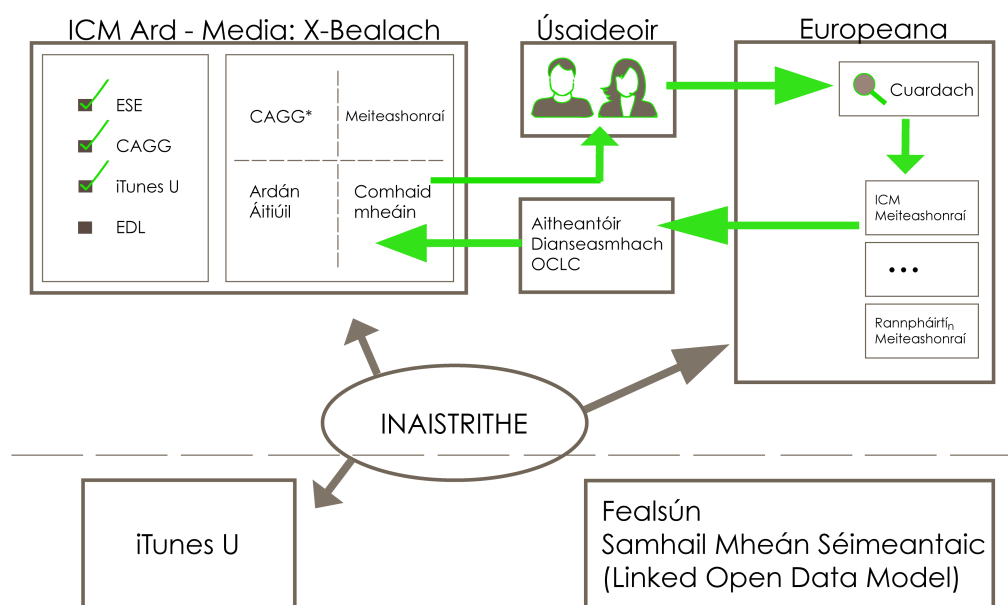 ICM Ard - Media: X-Bealach
ESE
CAGG
iTunes U
EDL
CAGG*
Meiteashonraí
Ardán
Áitiúil
Comhaid
mheáin
Úsaideoir
Europeana
Cuardach
ICM
Meiteashonraí
...
Rannpháirtín
Meiteashonraí
Aitheantóir
Dianseasmhach
OCLC
INAISTRITHE
iTunes U
Fealsún
Samhail Mheán Séimeantaic
(Linked Open Data Model)